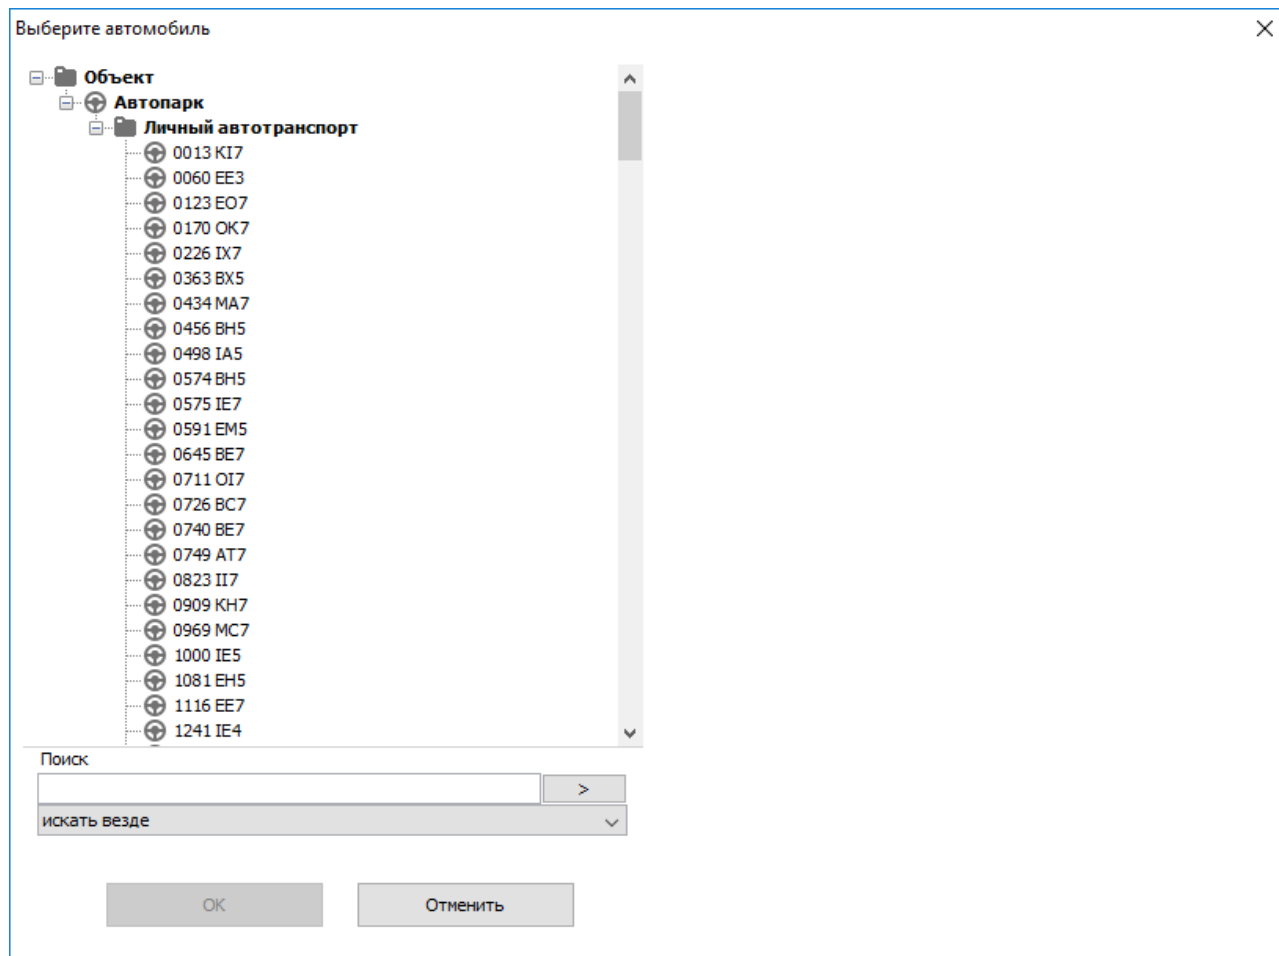 Выберите автомобиль
Объект
Автопарк
Личный автотранспорт
0013 KI7
0060 EE3
0123 EO7
0170 OK7
0226 IX7
0363 BX5
0434 MA7
0456 BH5
0498 IA5
0574 BH5
0575 IE7
0591 EM5
0645 BE7
0711 OI7
0726 BC7
0740 BE7
0749 AT7
0823 II7
0909 KH7
0969 MC7
1000 IE5
1081 EH5
1116 EE7
1241 IE4
Поиск
>
искать везде
OK
Отменить